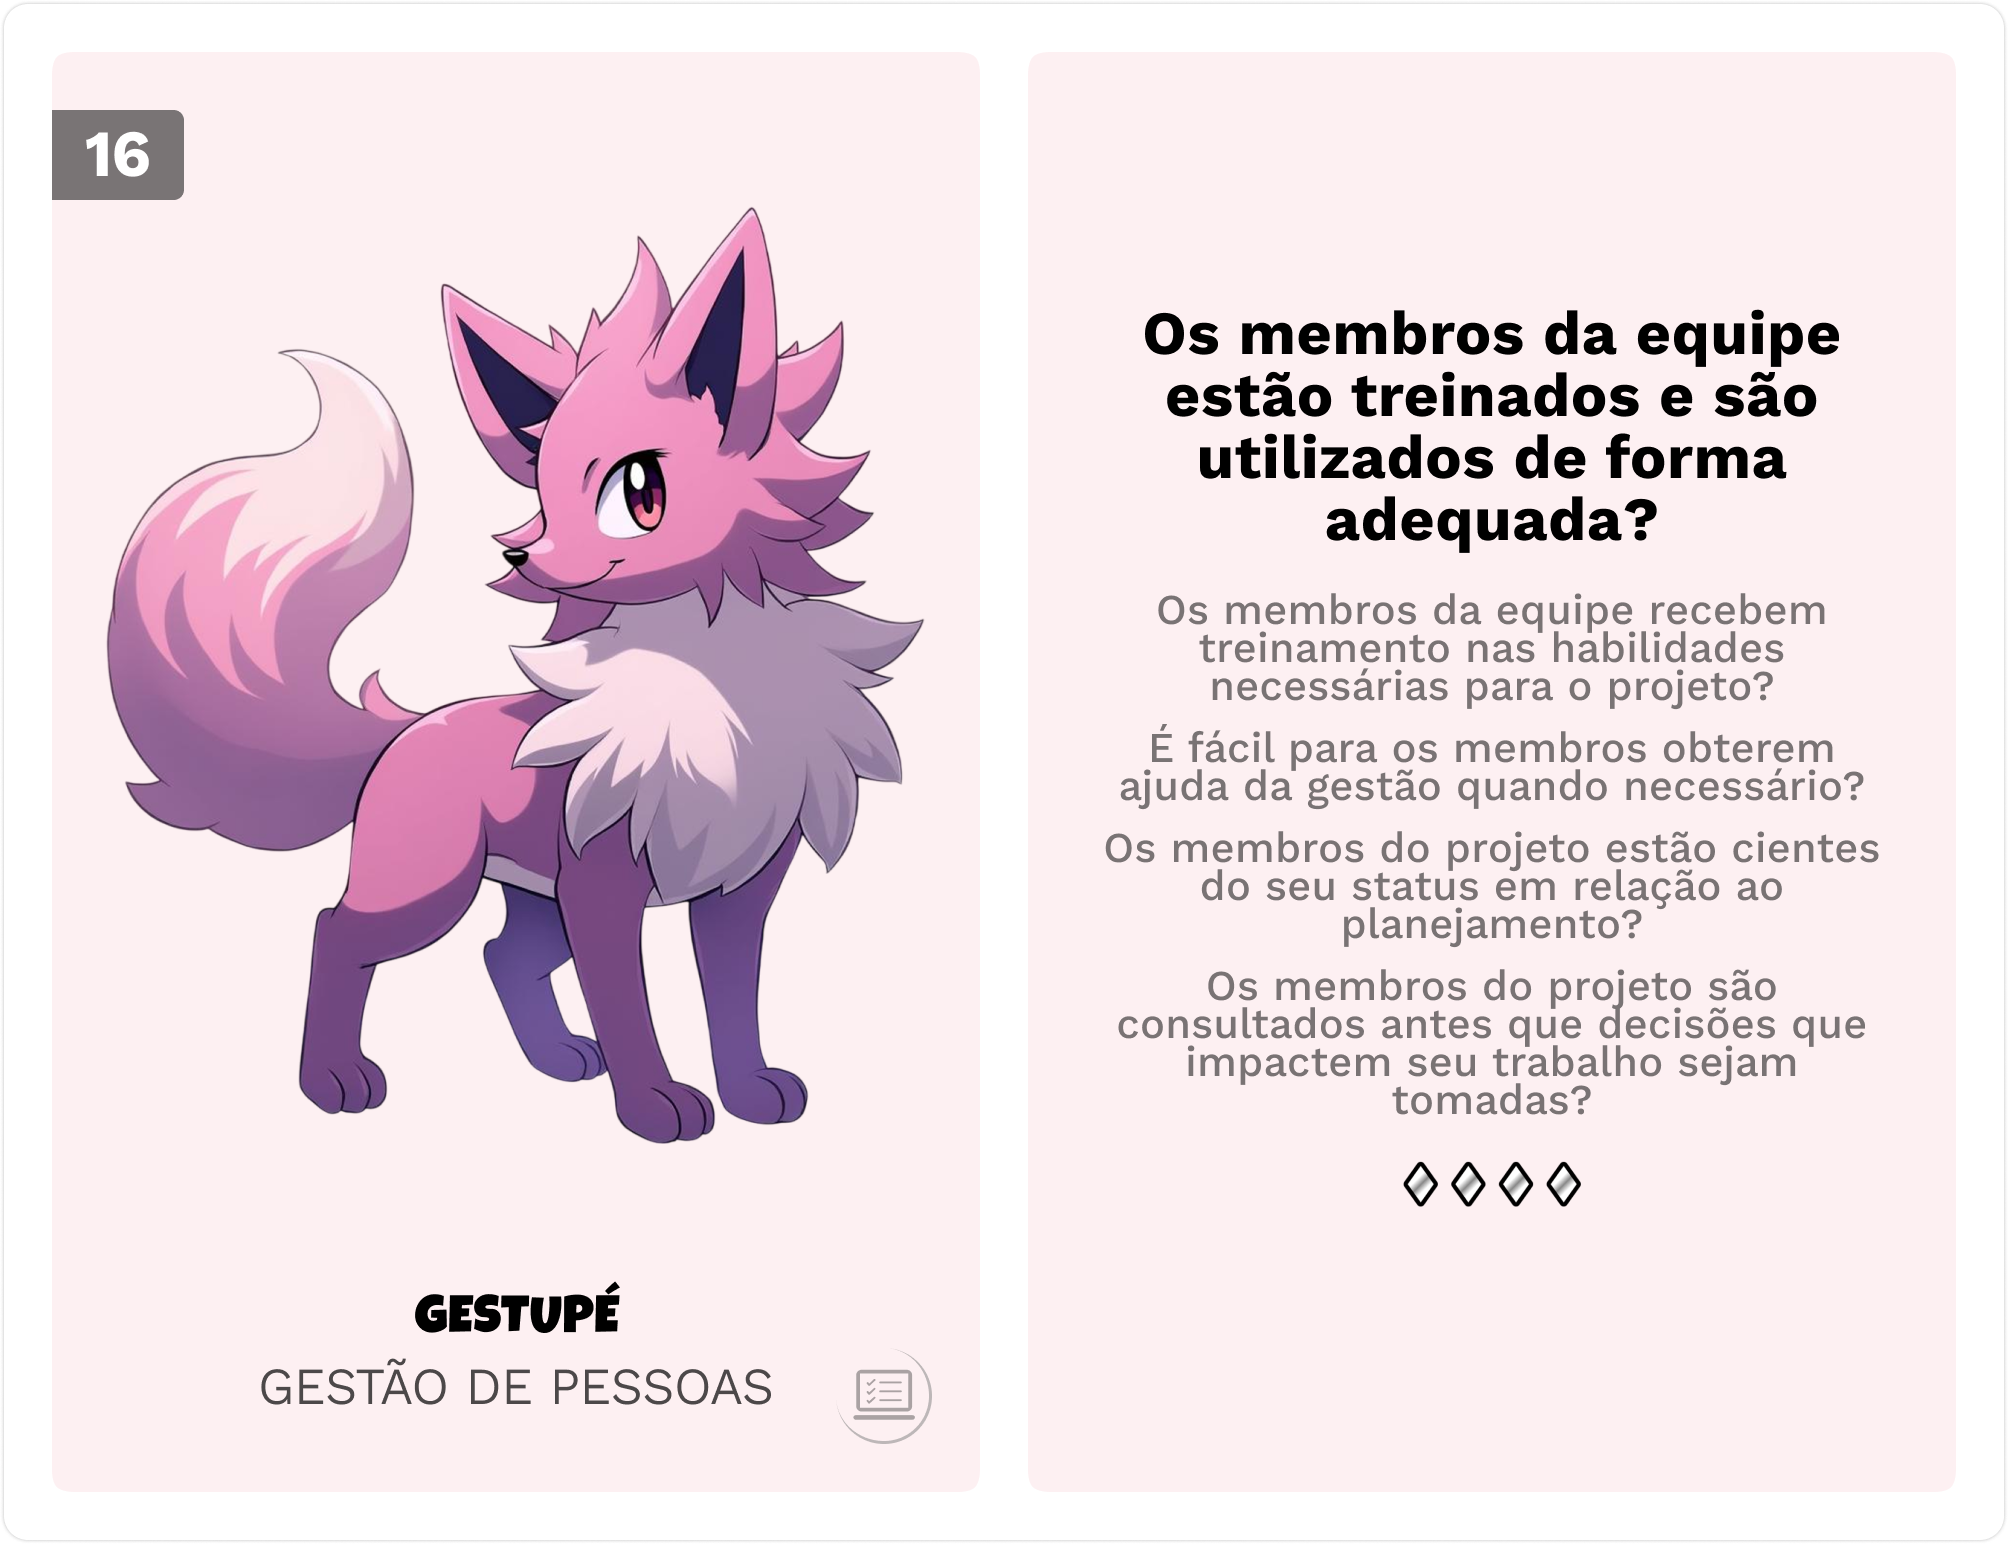 16
GESTUPÉ
GESTÃO DE PESSOAS
Os membros da equipe
estão treinados e são
utilizados de forma
adequada?
Os membros da equipe recebem
treinamento nas habilidades
necessárias para o projeto?
É fácil para os membros obterem
ajuda da gestão quando necessário?
Os membros do projeto estão cientes
do seu status em relação ao
planejamento?
Os membros do projeto são
consultados antes que decisões que
impactem seu trabalho sejam
tomadas?